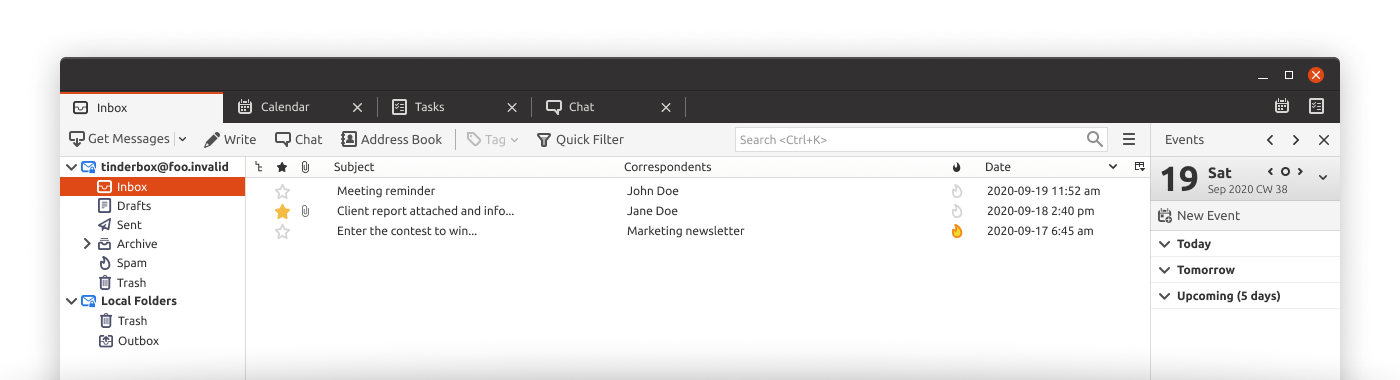 Inbox Calendar Tasks Chat
Get Messages Write Chat Address Book Tag Quick Filter Search <Ctrl+K> Events
tinderbox@foo.invalid Subject Correspondents Date 19 Sat
Inbox Meeting reminder John Doe 2020-09-19 11:52 am Sep 2020 CW 38
Drafts Client report attached and info... Jane Doe 2020-09-18 2:40 pm New Event
Sent Enter the contest to win... Marketing newsletter 2020-09-17 6:45 am
Archive Today
Spam Tomorrow
Trash Upcoming (5 days)
Local Folders
Trash
Outbox